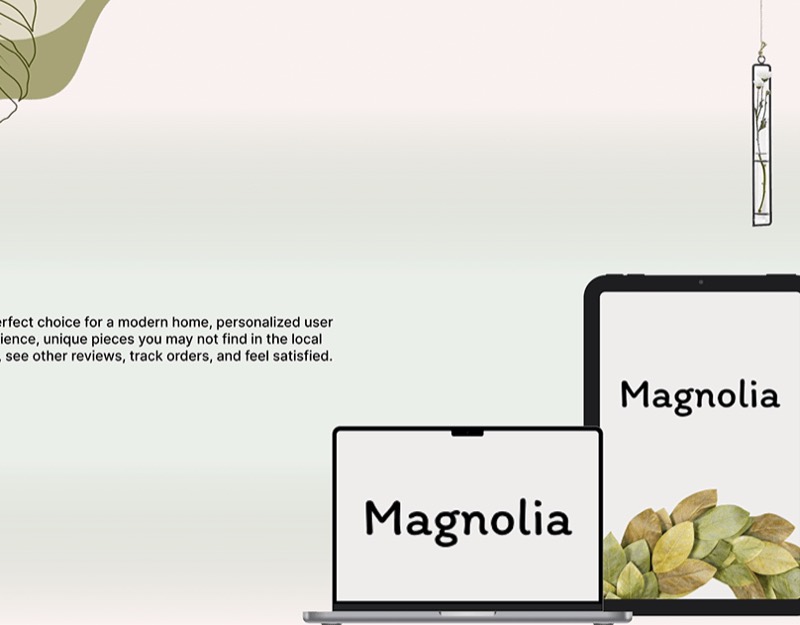 erfect choice for a modern home, personalized user
ience, unique pieces you may not find in the local
, see other reviews, track orders, and feel satisfied.
Magnolia
Magnolia